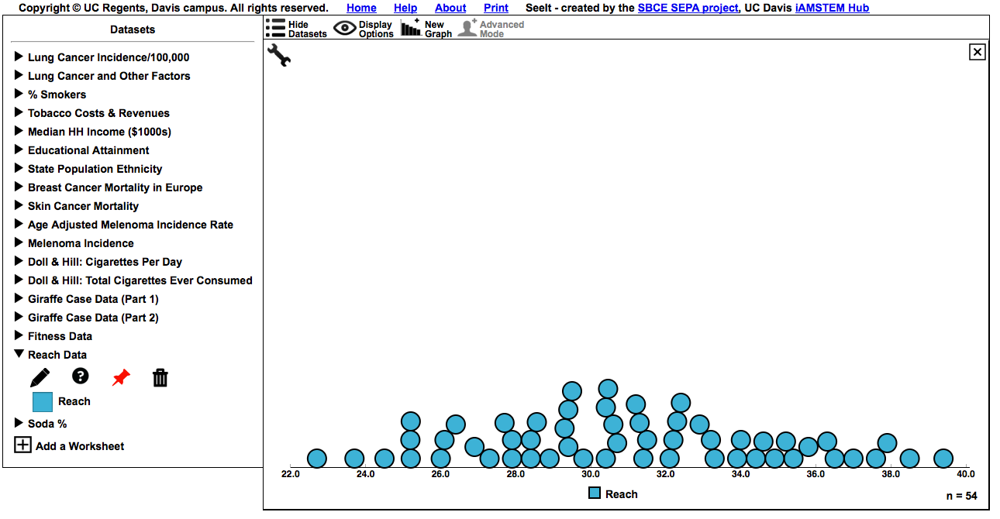 Copyright © UC Regents, Davis campus. All rights reserved. Home Help About Print SeeIt - created by the SBCE SEPA project, UC Davis iAMSTEM Hub
Datasets
Lung Cancer Incidence/100,000
Lung Cancer and Other Factors
% Smokers
Tobacco Costs & Revenues
Median HH Income ($1000s)
Educational Attainment
State Population Ethnicity
Breast Cancer Mortality in Europe
Skin Cancer Mortality
Age Adjusted Melenoma Incidence Rate
Melenoma Incidence
Doll & Hill: Cigarettes Per Day
Doll & Hill: Total Cigarettes Ever Consumed
Giraffe Case Data (Part 1)
Giraffe Case Data (Part 2)
Fitness Data
Reach Data
Reach
Soda %
Add a Worksheet
Hide Datasets
Display Options
New Graph
Advanced Mode
22.0 24.0 26.0 28.0 30.0 32.0 34.0 36.0 38.0 40.0
Reach
n = 54